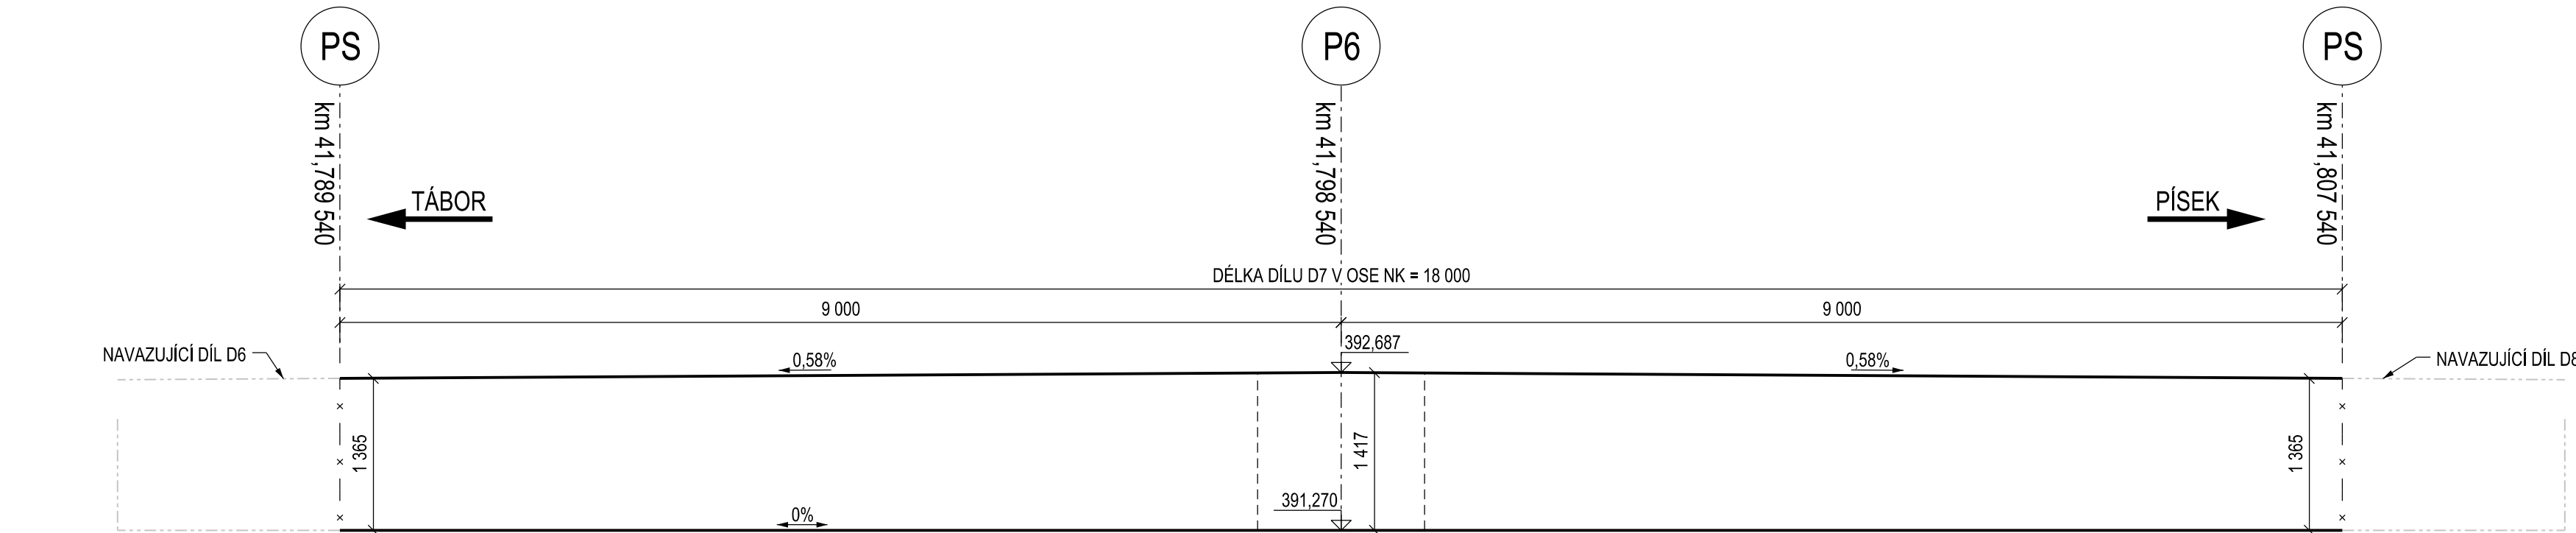 PS
P6
PS
km 41,789 540
km 41,798 540
km 41,807 540
TÁBOR
PÍSEK
DÉLKA DÍLU D7 V OSE NK = 18 000
9 000
9 000
NAVAZUJÍCÍ DÍL D6
0,58%
392,687
0,58%
NAVAZUJÍCÍ DÍL D8
1 365
1 417
1 365
391,270
0%